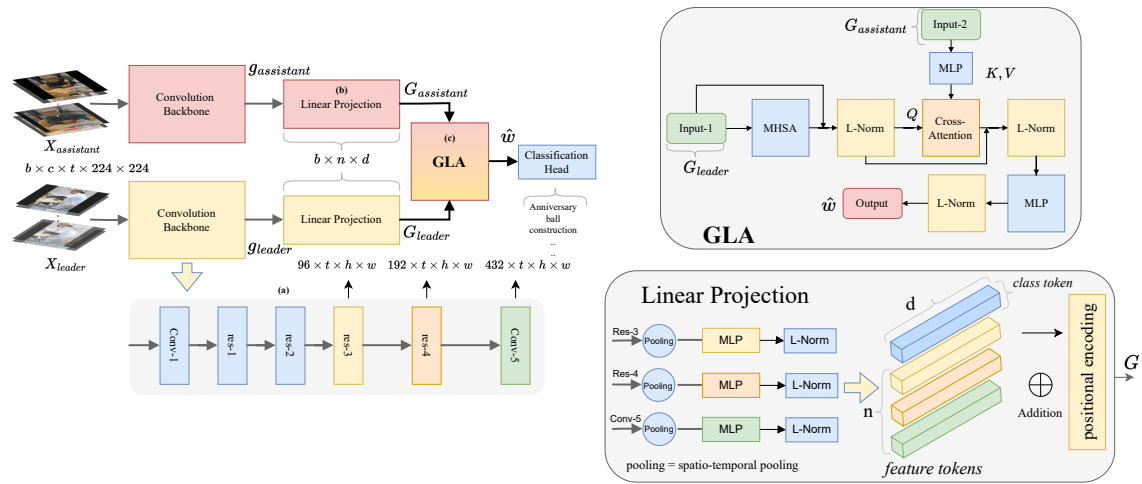 g_assistant
Convolution
Backbone
(b)
Linear Projection
G_assistant
X_assistant
b × c × t × 224 × 224
b × n × d
(c)
GLA
ŵ
Classification
Head
Convolution
Backbone
Linear Projection
g_leader
G_leader
X_leader
Anniversary
ball
construction
..
...
(a)
96 × t × h × w
192 × t × h × w
432 × t × h × w
Conv-1
res-1
res-2
res-3
res-4
Conv-5
G_assistant
Input-2
MLP
K, V
Input-1
MHSA
L-Norm
Q
Cross-
Attention
L-Norm
G_leader
ŵ
Output
L-Norm
MLP
GLA
Linear Projection
Res-3
Pooling
MLP
L-Norm
Res-4
Pooling
MLP
L-Norm
Conv-5
Pooling
MLP
L-Norm
pooling = spatio-temporal pooling
d
class token
n
feature tokens
Addition
positional encoding
G